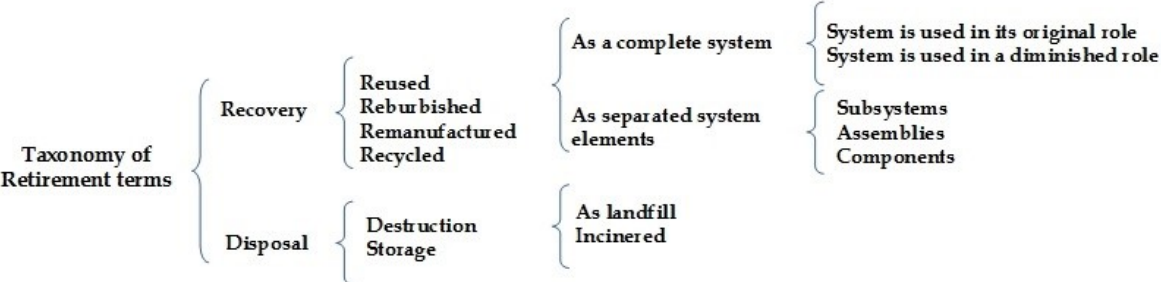 Taxonomy of
Retirement terms
Recovery
Reused
Reburbished
Remanufactured
Recycled
As a complete system
System is used in its original role
System is used in a diminished role
As separated system
elements
Subsystems
Assemblies
Components
Disposal
Destruction
Storage
As landfill
Incinered